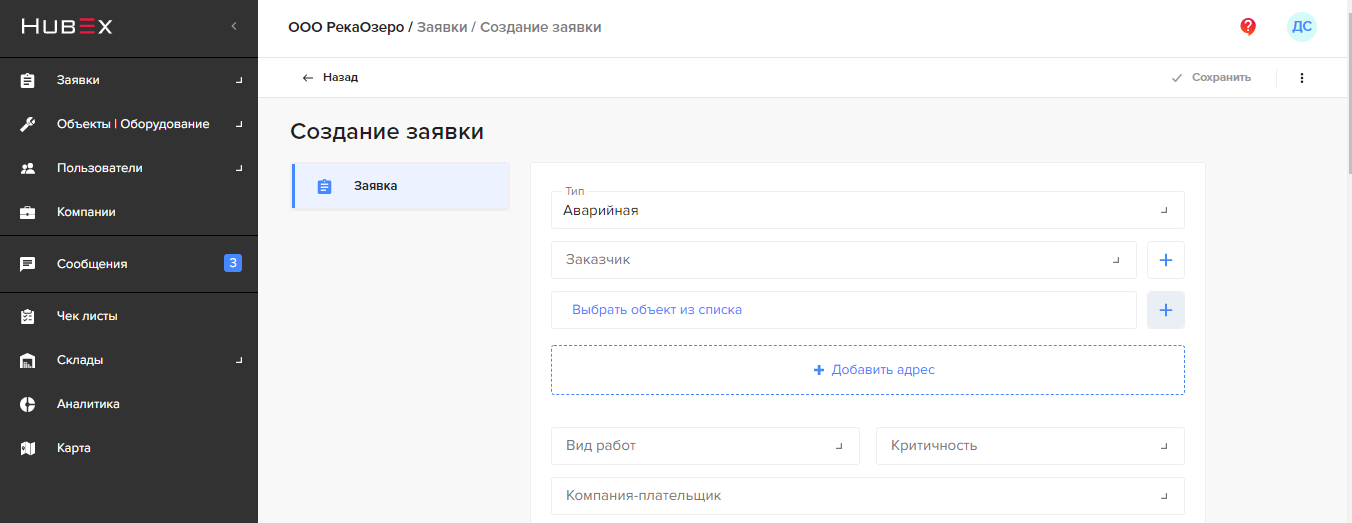 HUBEX
ООО РекаОзеро / Заявки / Создание заявки
?
ДС
Заявки
Объекты | Оборудование
Пользователи
Компании
Сообщения
3
Чек листы
Склады
Аналитика
Карта
Назад
Сохранить
Создание заявки
Заявка
Тип
Аварийная
Заказчик
+
Выбрать объект из списка
+
+ Добавить адрес
Вид работ
Критичность
Компания-плательщик